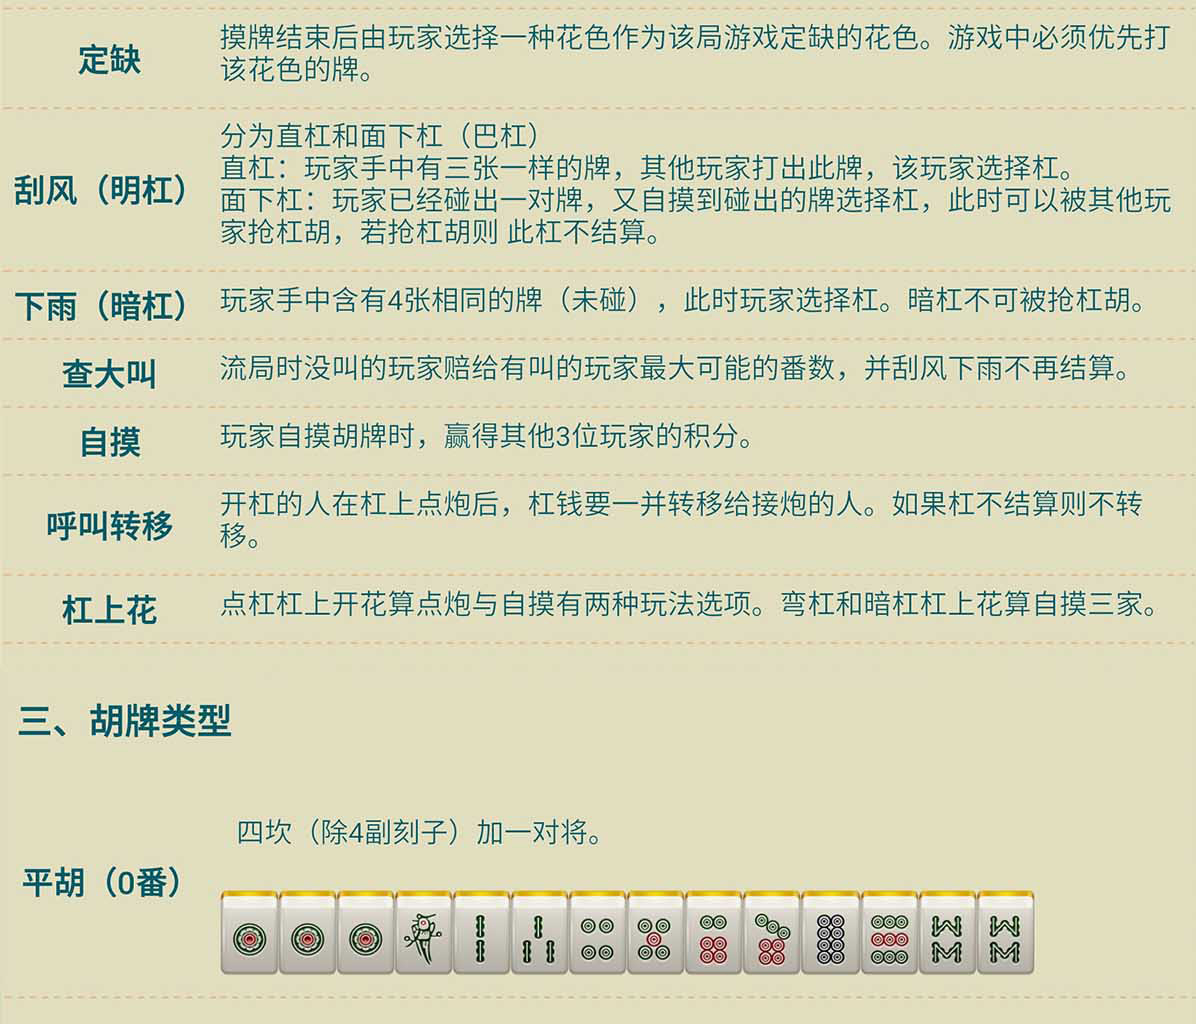 定缺
摸牌结束后由玩家选择一种花色作为该局游戏定缺的花色。游戏中必须优先打
该花色的牌。
刮风（明杠）
分为直杠和面下杠（巴杠）
直杠：玩家手中有三张一样的牌，其他玩家打出此牌，该玩家选择杠。
面下杠：玩家已经碰出一对牌，又自摸到碰出的牌选择杠，此时可以被其他玩
家抢杠胡，若抢杠胡则 此杠不结算。
下雨（暗杠）
玩家手中含有4张相同的牌（未碰），此时玩家选择杠。暗杠不可被抢杠胡。
查大叫
流局时没叫的玩家赔给有叫的玩家最大可能的番数，并刮风下雨不再结算。
自摸
玩家自摸胡牌时，赢得其他3位玩家的积分。
呼叫转移
开杠的人在杠上点炮后，杠钱要一并转移给接炮的人。如果杠不结算则不转
移。
杠上花
点杠杠上开花算点炮与自摸有两种玩法选项。弯杠和暗杠杠上花算自摸三家。
三、胡牌类型
平胡（0番）
四坎（除4副刻子）加一对将。